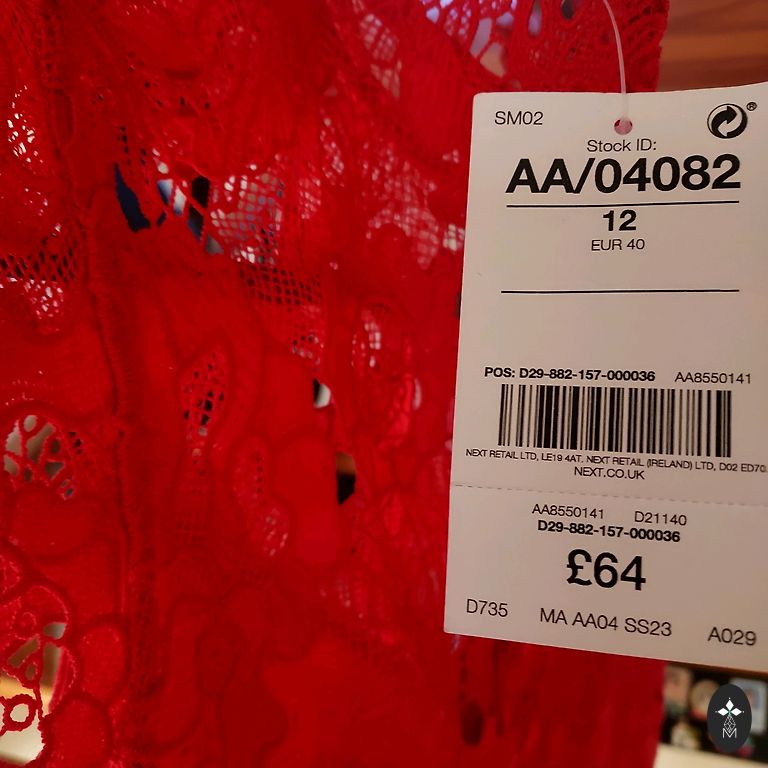 SM02
®
Stock ID:
AA/04082
12
EUR 40
POS: D29-882-157-000036 AA8550141
NEXT RETAIL LTD, LE19 4AT. NEXT RETAIL (IRELAND) LTD, D02 ED70.
NEXT.CO.UK
AA8550141 D21140
D29-882-157-000036
£64
D735 MA AA04 SS23 A029
M